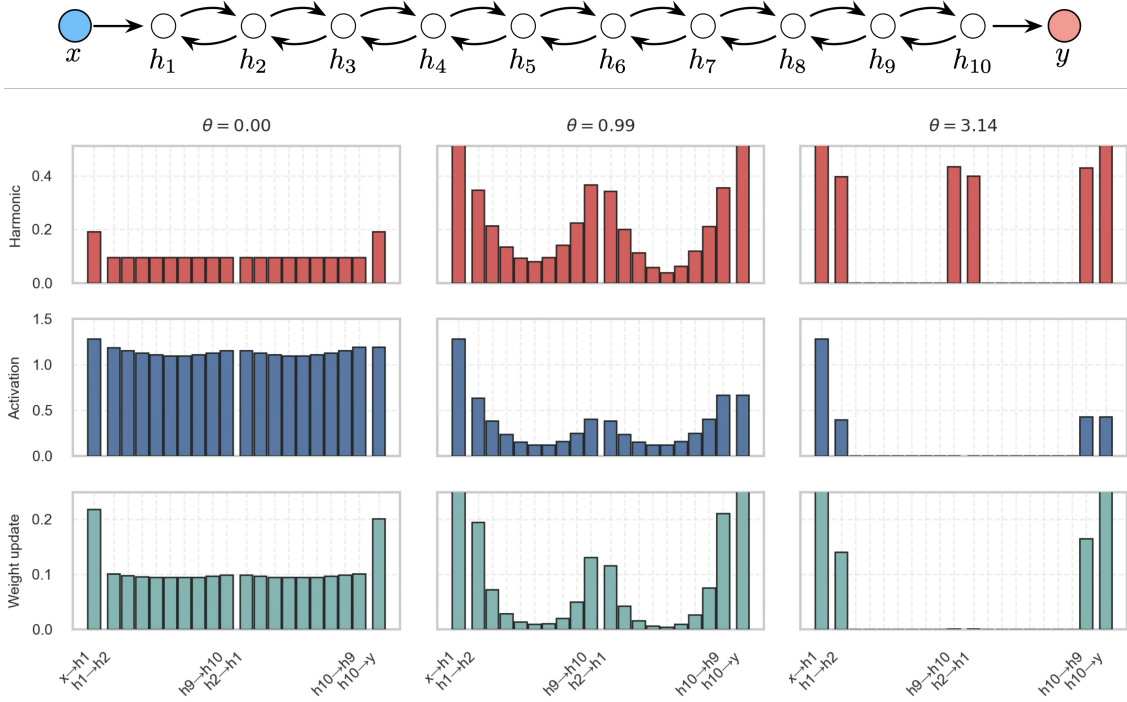 x h₁ h₂ h₃ h₄ h₅ h₆ h₇ h₈ h₉ h₁₀ y
θ = 0.00 θ = 0.99 θ = 3.14
Harmonic
0.4
0.2
0.0
Activation
1.5
1.0
0.5
0.0
Weight update
0.2
0.1
0.0
x→h1 h1→h2 h9→h10 h2→h1 h10→h9 h10→y x→h1 h1→h2 h9→h10 h2→h1 h10→h9 h10→y x→h1 h1→h2 h9→h10 h2→h1 h10→h9 h10→y